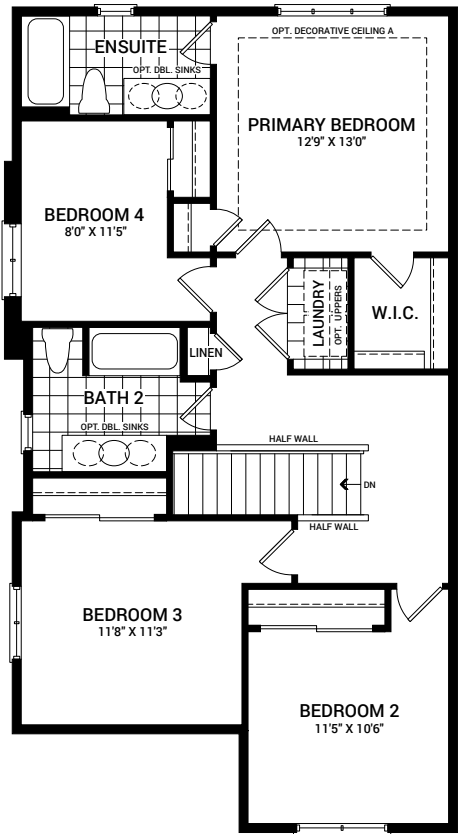 OPT. DECORATIVE CEILING A
ENSUITE
OPT. DBL. SINKS
PRIMARY BEDROOM
12'9" X 13'0"
BEDROOM 4
8'0" X 11'5"
LAUNDRY
OPT. UPPERS
W.I.C.
LINEN
BATH 2
OPT. DBL. SINKS
HALF WALL
DN
HALF WALL
BEDROOM 3
11'8" X 11'3"
BEDROOM 2
11'5" X 10'6"